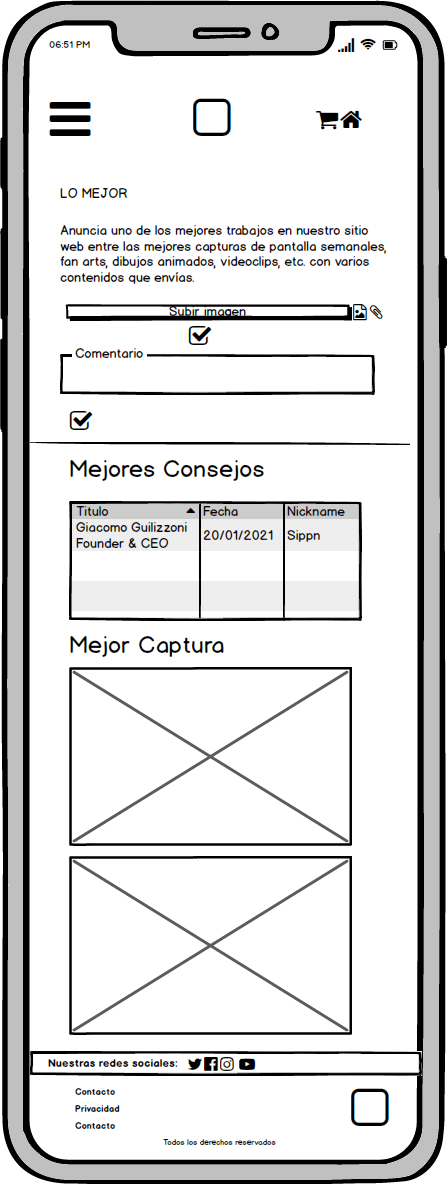 06:51 PM
LO MEJOR
Anuncia uno de los mejores trabajos en nuestro sitio
web entre las mejores capturas de pantalla semanales,
fan arts, dibujos animados, videoclips, etc. con varios
contenidos que envías.
Subir imagen
Comentario
Mejores Consejos
Titulo Fecha Nickname
Giacomo Guilizzoni
Founder & CEO 20/01/2021 Sippn
Mejor Captura
Nuestras redes sociales:
Contacto
Privacidad
Contacto
Todos los derechos reservados